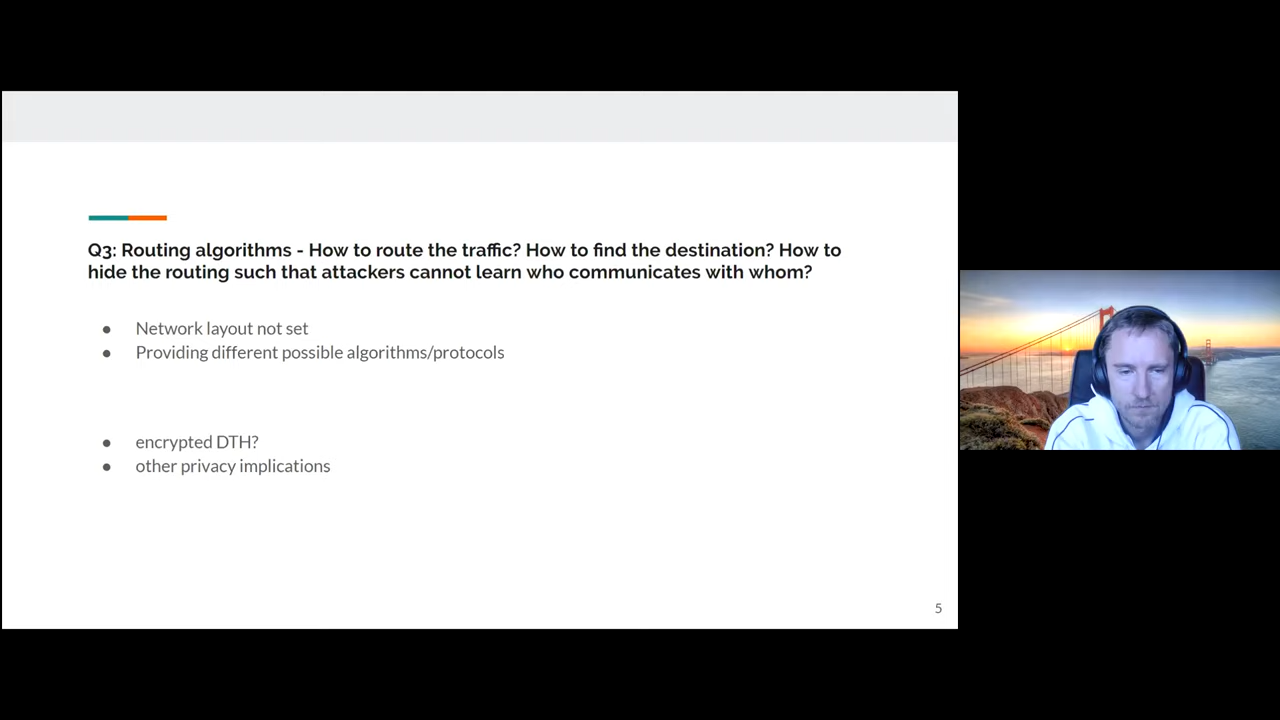 Q3: Routing algorithms - How to route the traffic? How to find the destination? How to
hide the routing such that attackers cannot learn who communicates with whom?
● Network layout not set
● Providing different possible algorithms/protocols
● encrypted DTH?
● other privacy implications
5